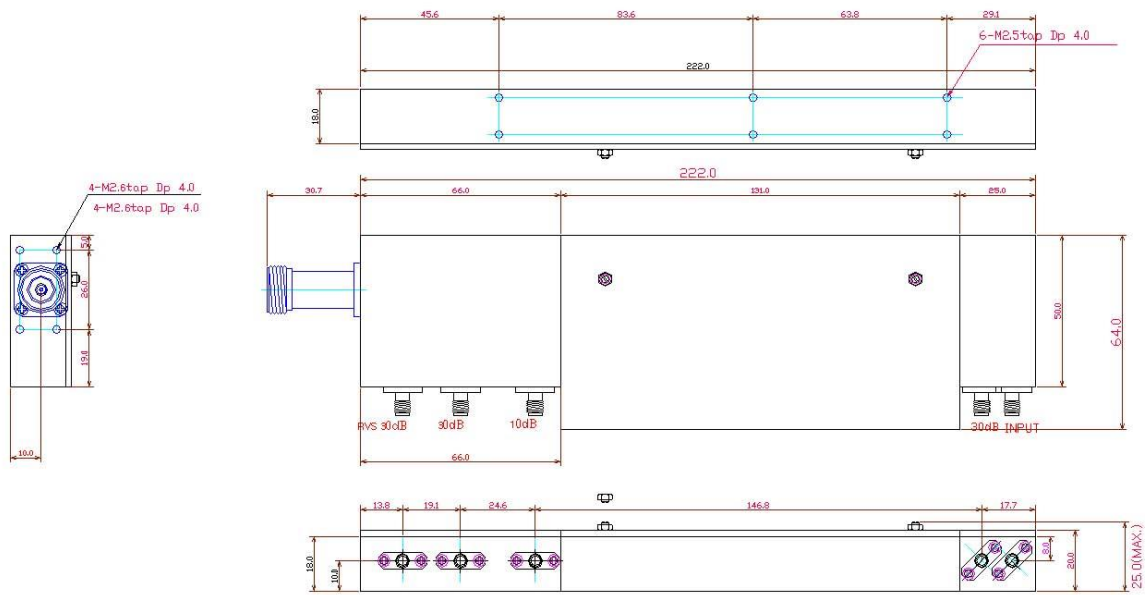 45.6 83.6 63.8 29.1
6-M2.5tap Dp 4.0
222.0
18.0
222.0
30.7 66.0 131.0 25.0
4-M2.6tap Dp 4.0
4-M2.6tap Dp 4.0
5.0
26.0
19.0
10.0
50.0
64.0
RVS 30dB 30dB 10dB 30dB INPUT
66.0
13.8 19.1 24.6 146.8 17.7
18.0
10.0
8.0
20.0
25.0(MAX.)